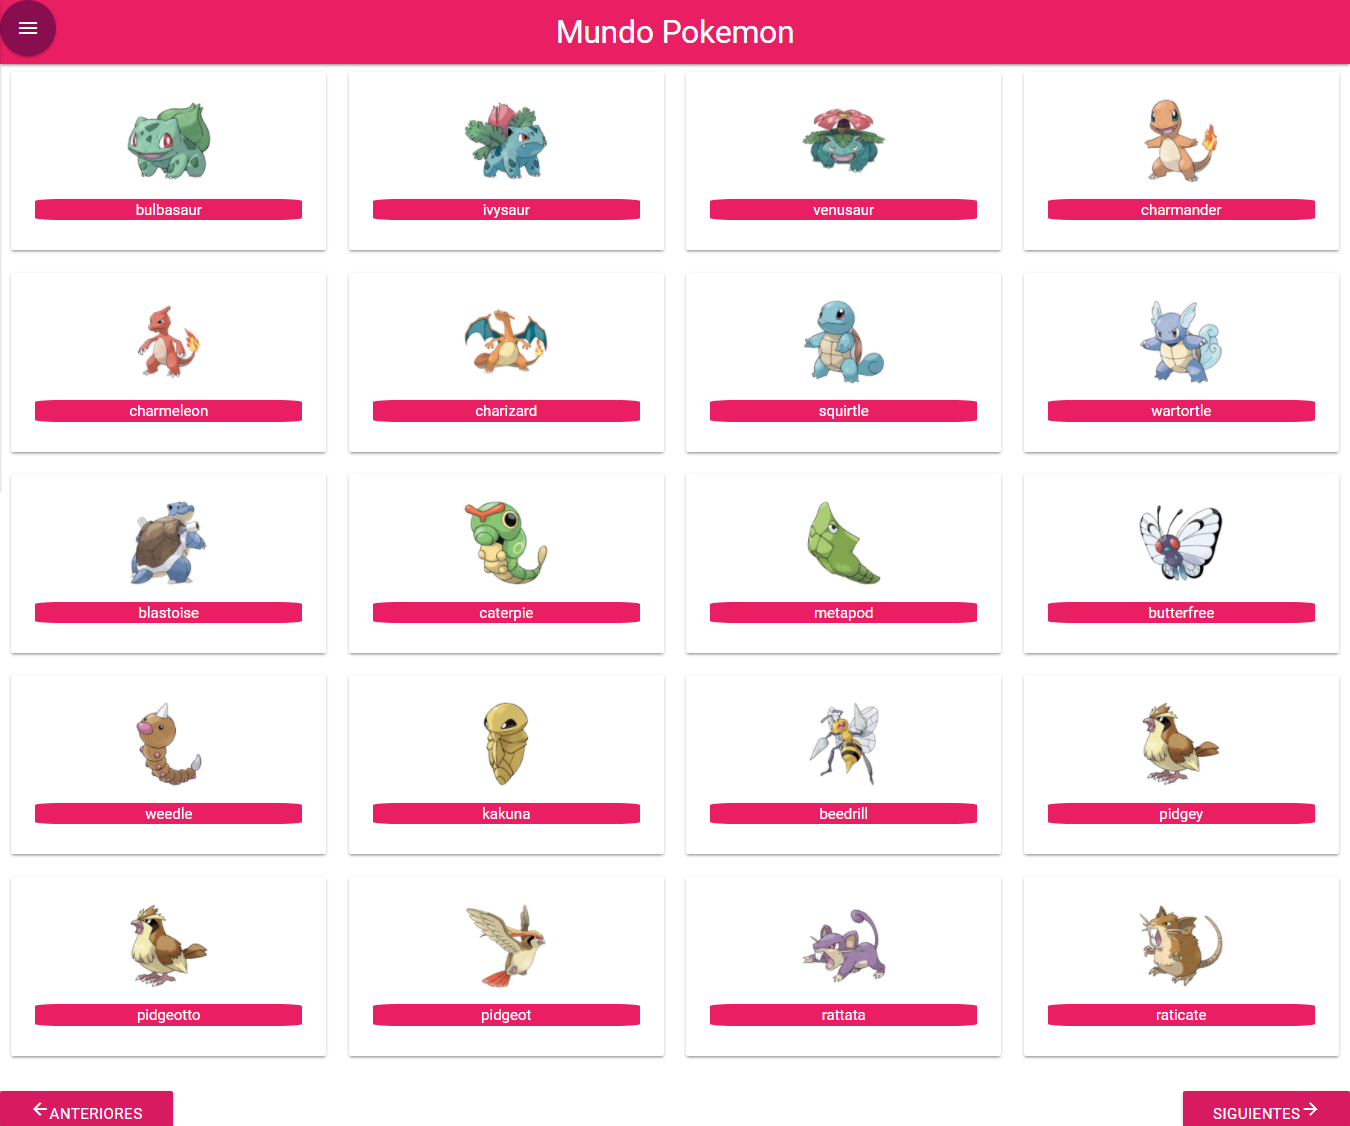 Mundo Pokemon
bulbasaur
ivysaur
venusaur
charmander
charmeleon
charizard
squirtle
wartortle
blastoise
caterpie
metapod
butterfree
weedle
kakuna
beedrill
pidgey
pidgeotto
pidgeot
rattata
raticate
ANTERIORES
SIGUIENTES